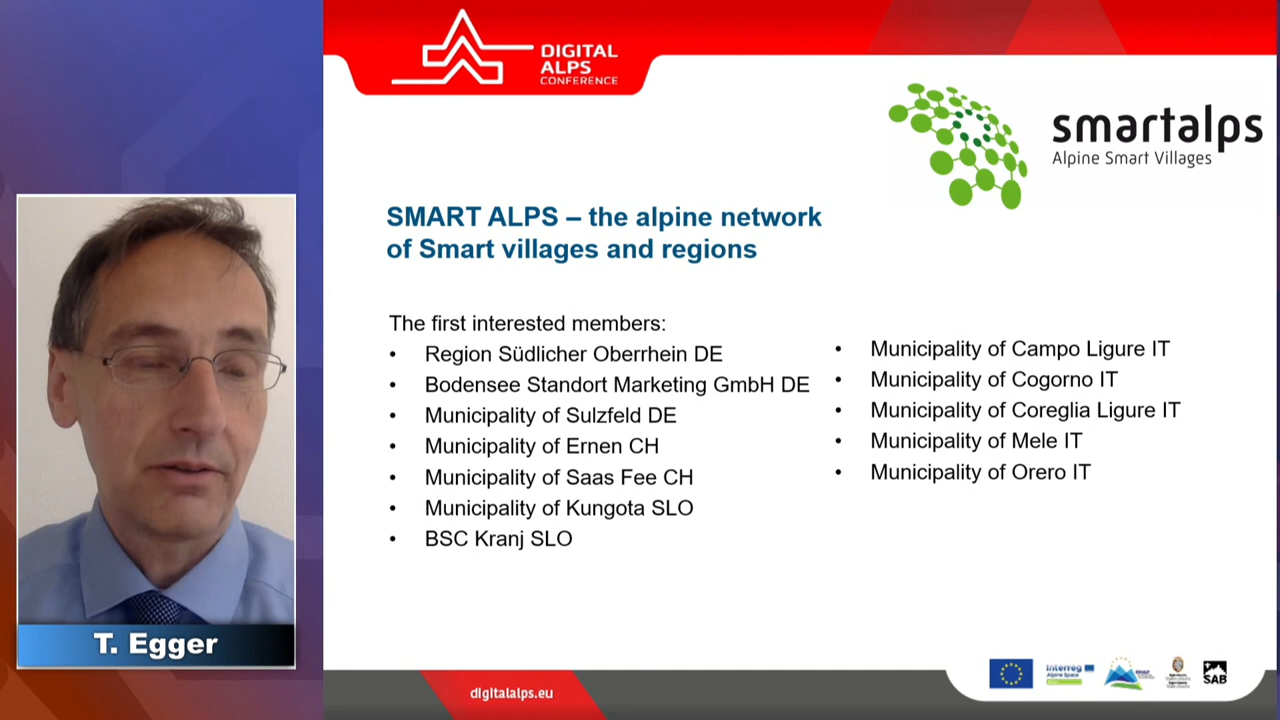 DIGITAL
ALPS
CONFERENCE
smartalps
Alpine Smart Villages
SMART ALPS – the alpine network
of Smart villages and regions
The first interested members:
• Region Südlicher Oberrhein DE
• Bodensee Standort Marketing GmbH DE
• Municipality of Sulzfeld DE
• Municipality of Ernen CH
• Municipality of Saas Fee CH
• Municipality of Kungota SLO
• BSC Kranj SLO
• Municipality of Campo Ligure IT
• Municipality of Cogorno IT
• Municipality of Coreglia Ligure IT
• Municipality of Mele IT
• Municipality of Orero IT
T. Egger
digitalalps.eu
Interreg
Alpine Space
SAB